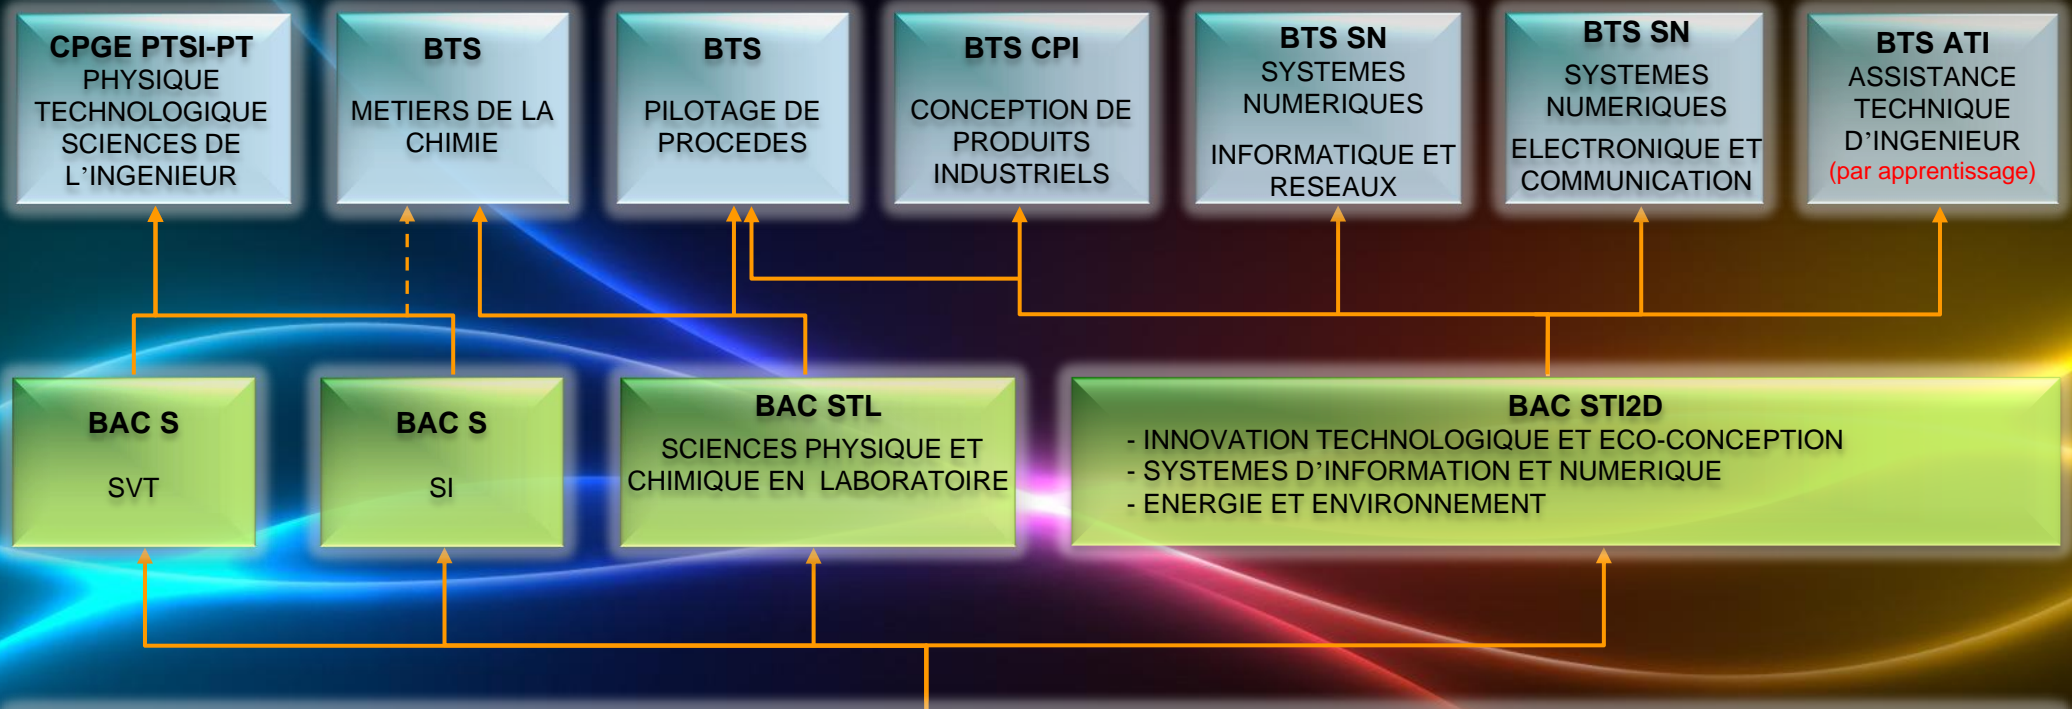 CPGE PTSI-PT
PHYSIQUE
TECHNOLOGIQUE
SCIENCES DE
L’INGENIEUR
BTS
METIERS DE LA
CHIMIE
BTS
PILOTAGE DE
PROCEDES
BTS CPI
CONCEPTION DE
PRODUITS
INDUSTRIELS
BTS SN
SYSTEMES
NUMERIQUES
INFORMATIQUE ET
RESEAUX
BTS SN
SYSTEMES
NUMERIQUES
ELECTRONIQUE ET
COMMUNICATION
BTS ATI
ASSISTANCE
TECHNIQUE
D’INGENIEUR
(par apprentissage)
BAC S
SVT
BAC S
SI
BAC STL
SCIENCES PHYSIQUE ET
CHIMIQUE EN LABORATOIRE
BAC STI2D
- INNOVATION TECHNOLOGIQUE ET ECO-CONCEPTION
- SYSTEMES D’INFORMATION ET NUMERIQUE
- ENERGIE ET ENVIRONNEMENT